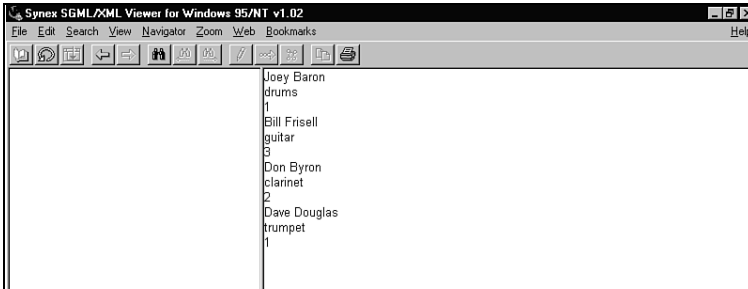 Synex SGML/XML Viewer for Windows 95/NT v1.02
File Edit Search View Navigator Zoom Web Bookmarks Help
Joey Baron
drums
1
Bill Frisell
guitar
3
Don Byron
clarinet
2
Dave Douglas
trumpet
1